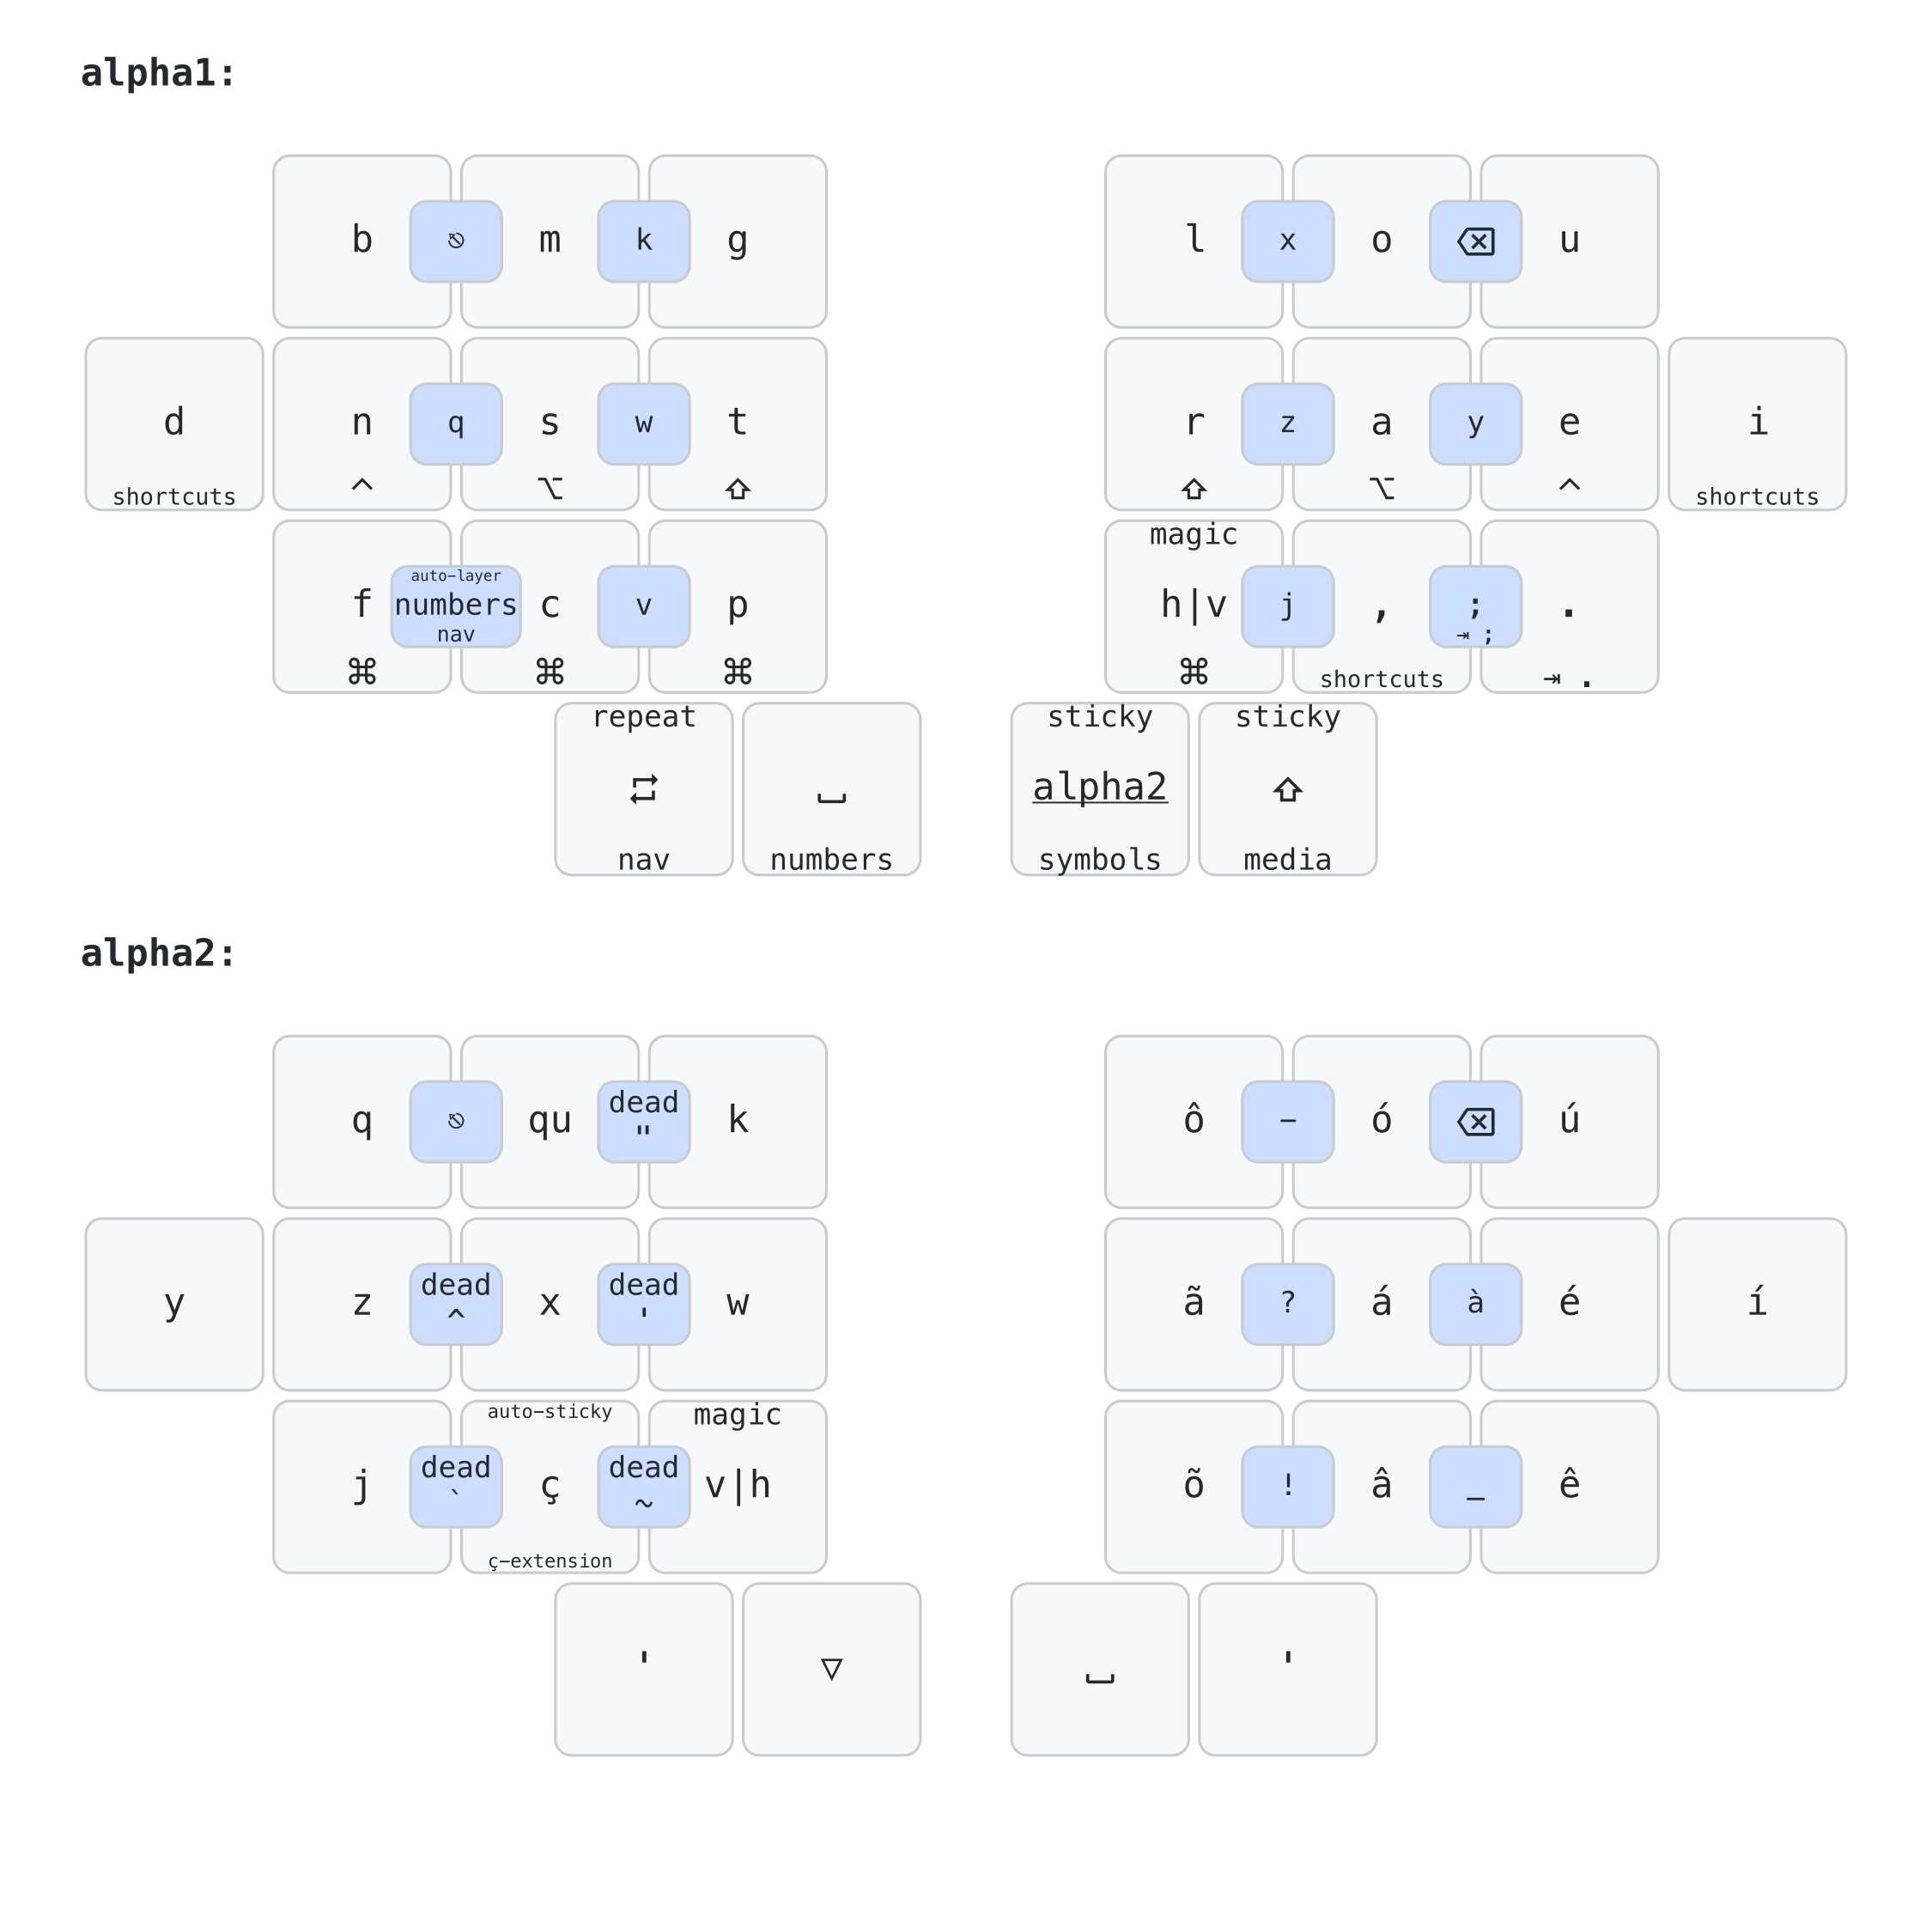 alpha1:
b ⎋ m k g l x o ⌫ u
d n q s w t r z a y e i
shortcuts ^ ⌥ ⇧ ⇧ ⌥ ^ shortcuts
magic
auto-layer
f numbers c v p h|v j , ; .
nav ⇥ ;
⌘ ⌘ ⌘ ⌘ shortcuts ⇥ .
repeat sticky sticky
alpha2 ⇧
nav numbers symbols media
alpha2:
dead
q ⎋ qu " k ô – ó ⌫ ú
dead dead
y z ^ x ' w ã ? á à é í
auto-sticky magic
dead dead
j ` ç ~ v|h õ ! â _ ê
ç-extension
' ▽ ⎵ '